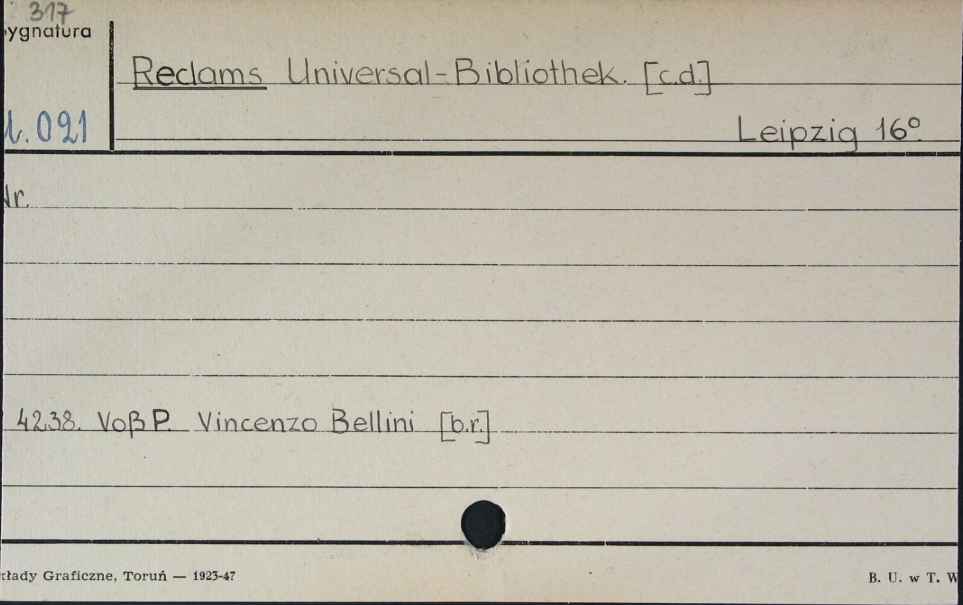 317
ygnatura
Reclams Universal-Bibliothek. [c.d.]
021
Leipzig 16°
Nr.
4238. Voß P. Vincenzo Bellini [b.r.]
kłady Graficzne, Toruń — 1923-47
B. U. w T. W